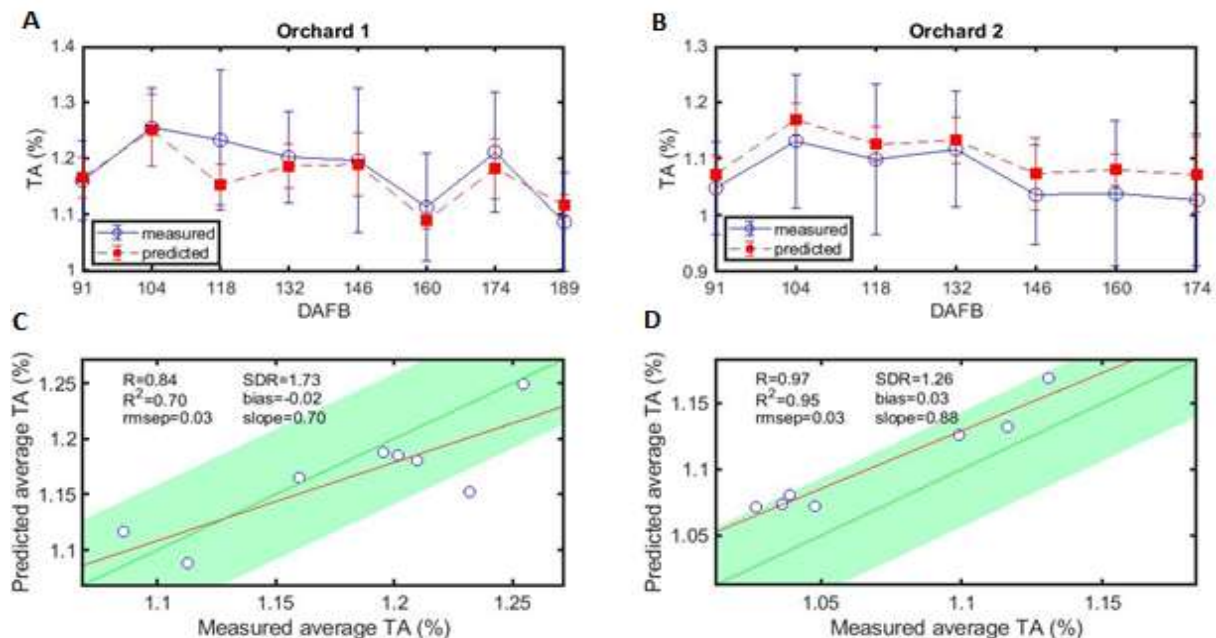 A
Orchard 1
TA (%)
1.4
1.3
1.2
1.1
1
measured
predicted
91 104 118 132 146 160 174 189
DAFB
B
Orchard 2
TA (%)
1.3
1.2
1.1
1
0.9
measured
predicted
91 104 118 132 146 160 174
DAFB
C
Predicted average TA (%)
1.25
1.2
1.15
1.1
R=0.84 SDR=1.73
R²=0.70 bias=-0.02
rmsep=0.03 slope=0.70
1.1 1.15 1.2 1.25
Measured average TA (%)
D
Predicted average TA (%)
1.15
1.1
1.05
R=0.97 SDR=1.26
R²=0.95 bias=0.03
rmsep=0.03 slope=0.88
1.05 1.1 1.15
Measured average TA (%)